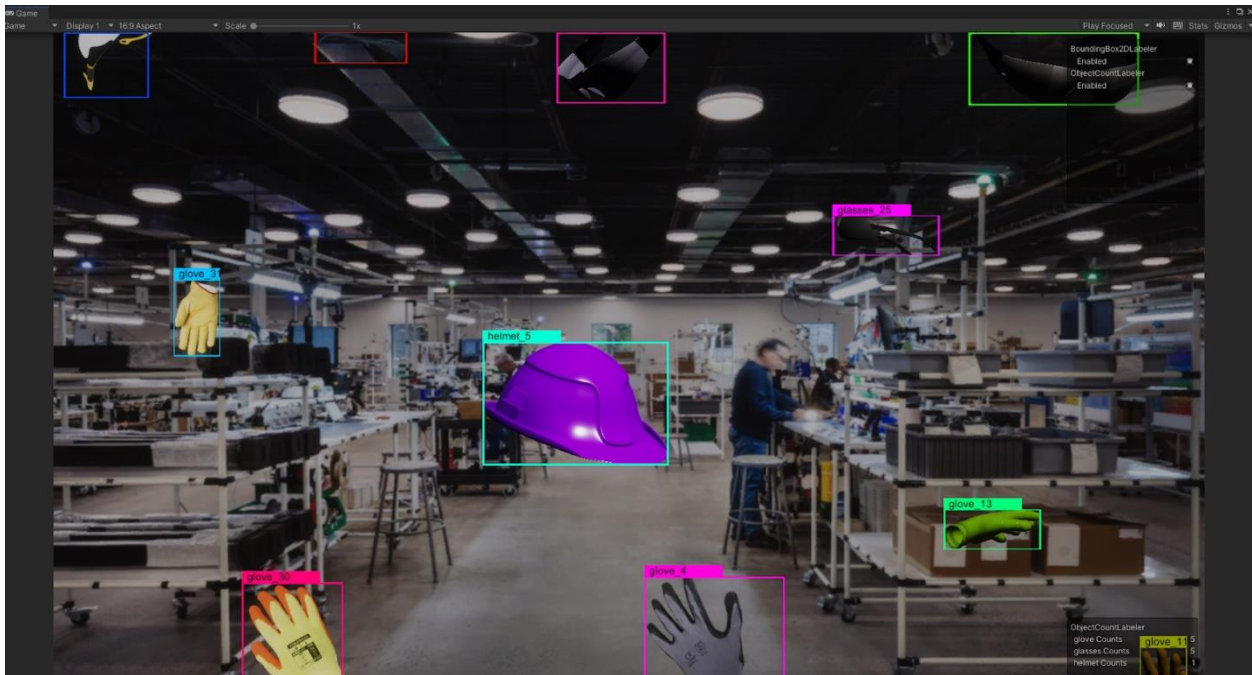 Game
Game Display 1 16:9 Aspect Scale 1x Play Focused Stats Gizmos
BoundingBox2DLabeler
Enabled
ObjectCountLabeler
Enabled
glasses_25
glove_31
helmet_5
glove_13
glove_4
glove_30
ObjectCountLabeler
glove Counts 5
glove_11
glasses Counts 5
helmet Counts 1